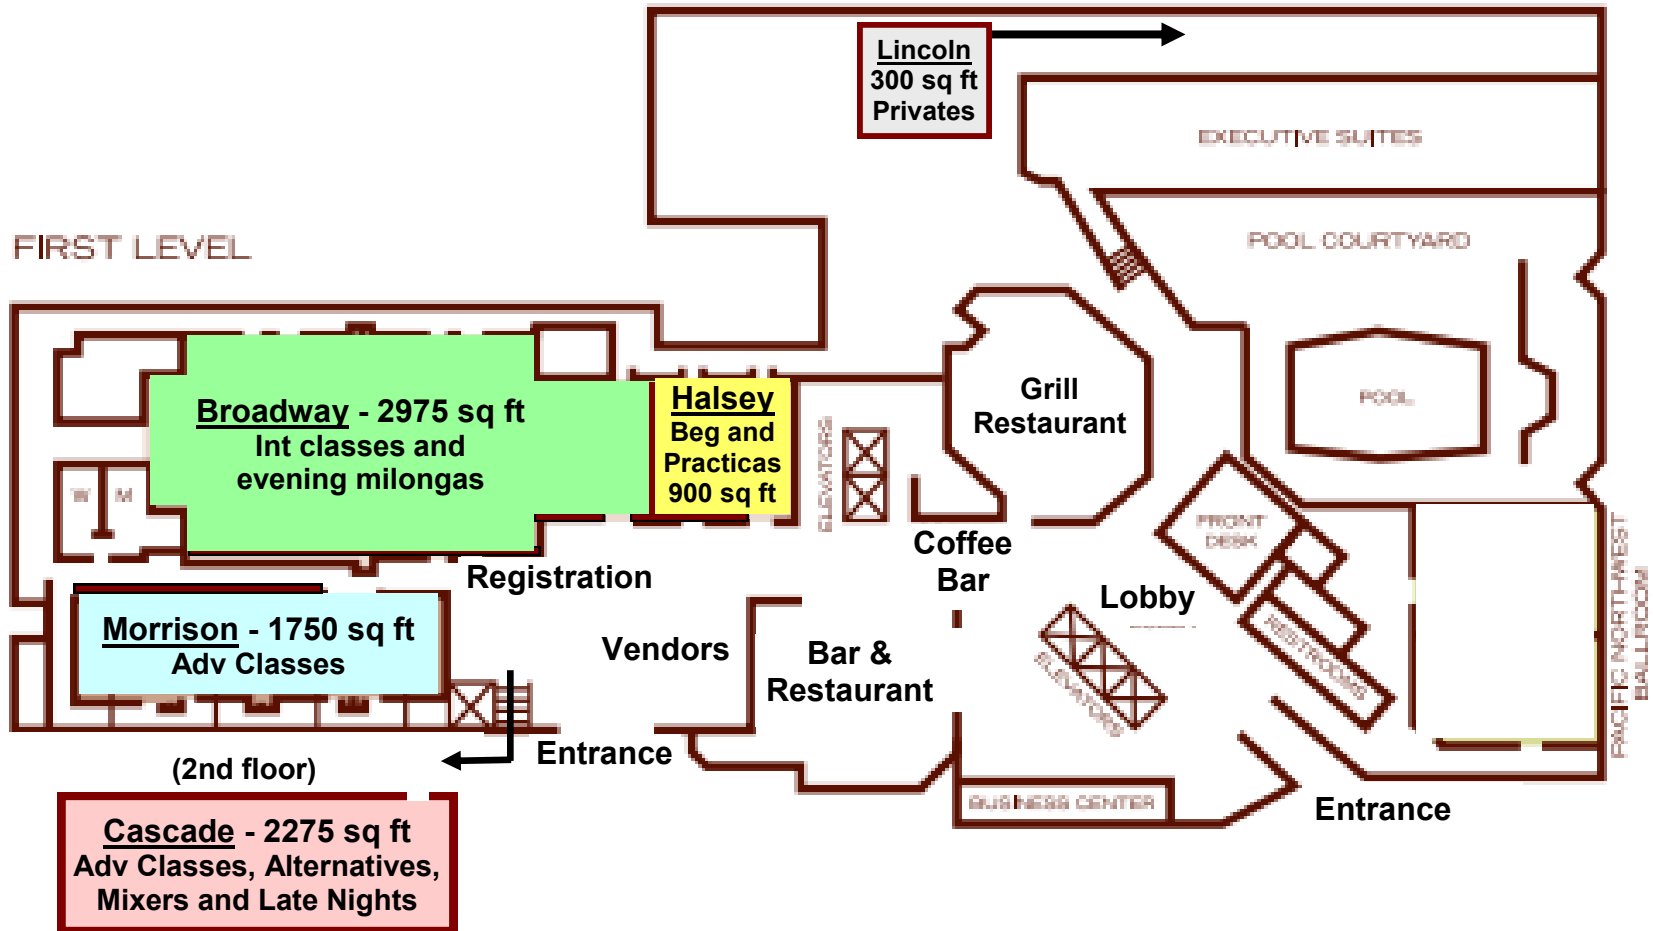 Lincoln
300 sq ft
Privates
EXECUTIVE SUITES
FIRST LEVEL
POOL COURTYARD
Broadway - 2975 sq ft
Int classes and
evening milongas
Halsey
Beg and
Practicas
900 sq ft
ELEVATORS
Grill
Restaurant
POOL
W M
FRONT
DESK
Coffee
Bar
Registration
Lobby
RESTROOMS
ELEVATORS
PACIFIC NORTHWEST
BALLROOM
Morrison - 1750 sq ft
Adv Classes
Vendors
Bar &
Restaurant
Entrance
(2nd floor)
BUSINESS CENTER
Entrance
Cascade - 2275 sq ft
Adv Classes, Alternatives,
Mixers and Late Nights